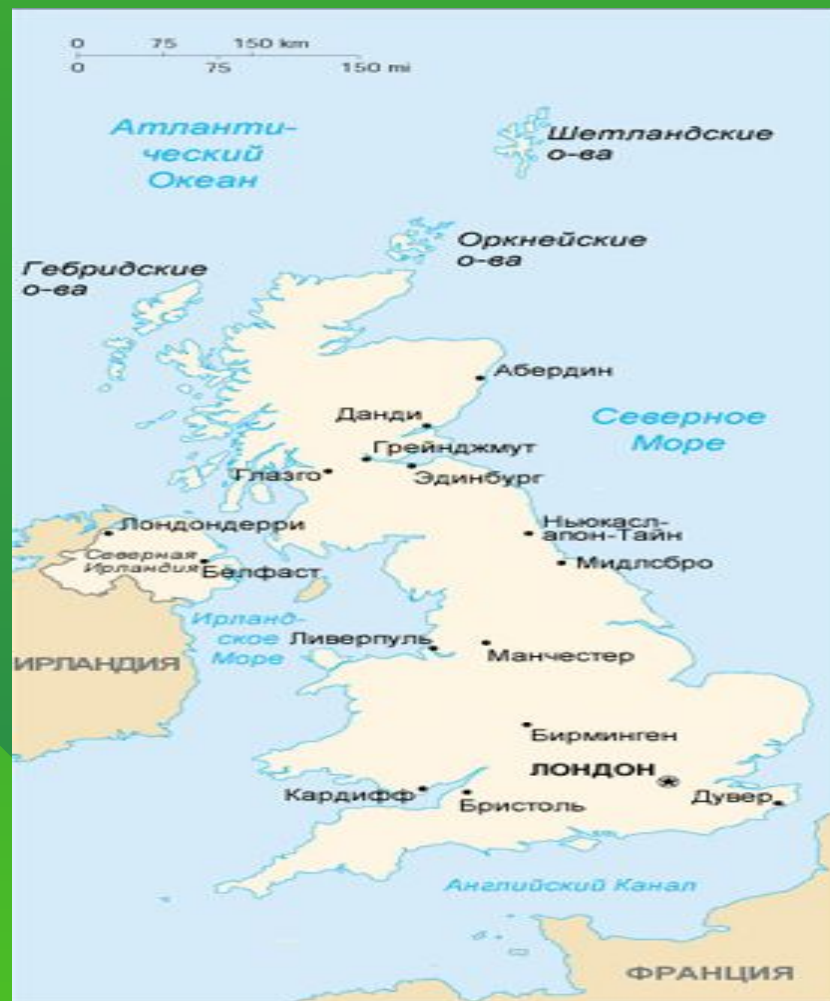 0 75 150 km
0 75 150 mi
Атланти-
ческий
Океан
Шетландские
о-ва
Оркнейские
о-ва
Гебридские
о-ва
Абердин
Данди
Северное
Море
Грейнджмут
Глазго
Эдинбург
Лондондерри
Ньюкасл-
апон-Тайн
Северная
Ирландия
Белфаст
Мидлсбро
Ирланд-
ское
Море
Ливерпуль
Манчестер
ИРЛАНДИЯ
Бирминген
ЛОНДОН
Кардифф
Бристоль
Дувер
Английский Канал
ФРАНЦИЯ